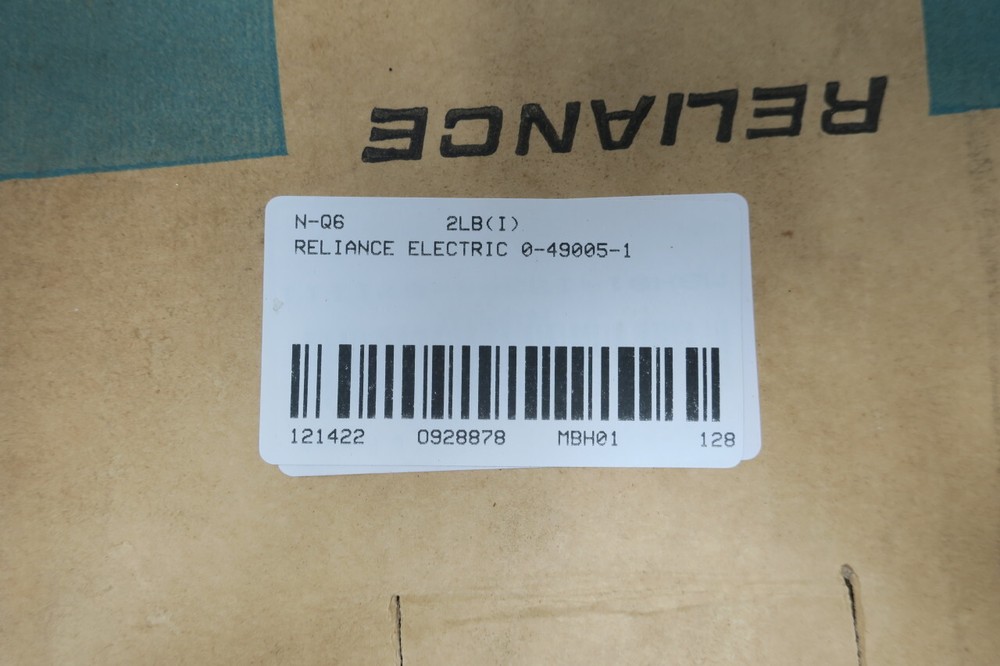 RELIANCE
N-Q6 2LB(I)
RELIANCE ELECTRIC 0-49005-1
121422 0928878 MBH01 128